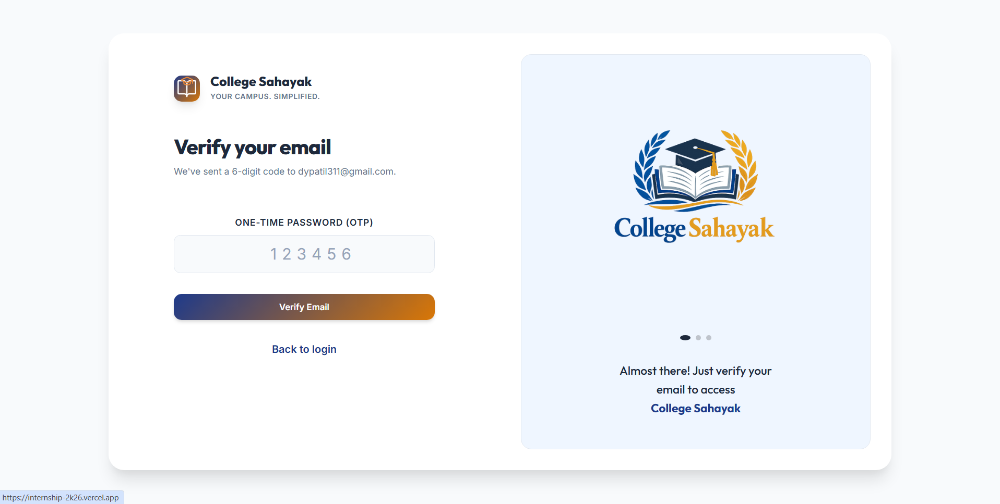 College Sahayak
YOUR CAMPUS. SIMPLIFIED.
Verify your email
We've sent a 6-digit code to dypatil311@gmail.com.
ONE-TIME PASSWORD (OTP)
1 2 3 4 5 6
Verify Email
Back to login
College Sahayak
Almost there! Just verify your
email to access
College Sahayak
https://internship-2k26.vercel.app